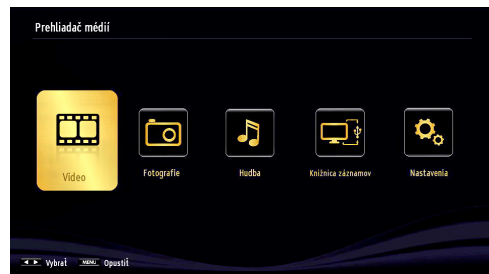 Prehliadač médií
Video Fotografie Hudba Knižnica záznamov Nastavenia
Vybrať MENU Opustiť